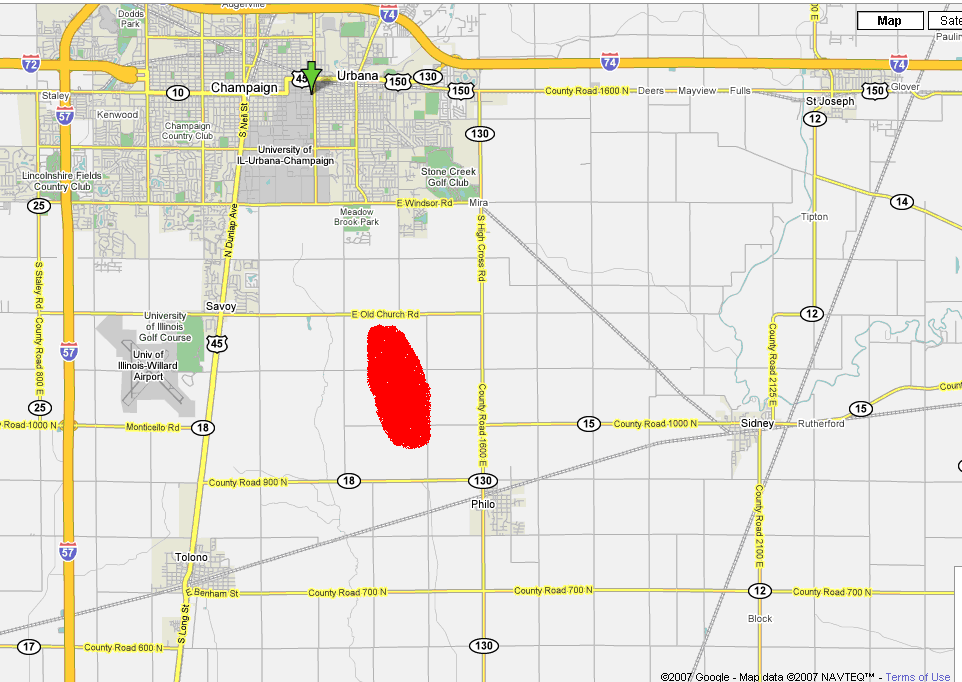 Augerville
Dodds
Park
74
Map
Sate
Paulin
72
57
Staley
10
Champaign
45
Urbana
150
130
150
74
County Road 1600 N
Deers
Mayview
Fulls
74
150
Glover
St Joseph
12
Kenwood
S Neil St
Champaign
Country Club
130
University of
IL-Urbana-Champaign
Stone Creek
Golf Club
Lincolnshire Fields
Country Club
25
E Windsor Rd
Mira
14
Meadow
Brook Park
Tipton
N Dunlap Ave
S High Cross Rd
S Staley Rd
County Road 800 E
Savoy
E Old Church Rd
12
University
of Illinois
Golf Course
45
57
Univ of
Illinois-Willard
Airport
County Road 2125 E
County Road 1600 E
Count
25
15
y Road 1000 N
Monticello Rd
18
15
County Road 1000 N
Sidney
Rutherford
County Road 900 N
18
130
Philo
County Road 2100 E
57
Tolono
E Benham St
County Road 700 N
County Road 700 N
12
County Road 700 N
S Long St
Block
17
County Road 600 N
130
©2007 Google - Map data ©2007 NAVTEQ™ - Terms of Use